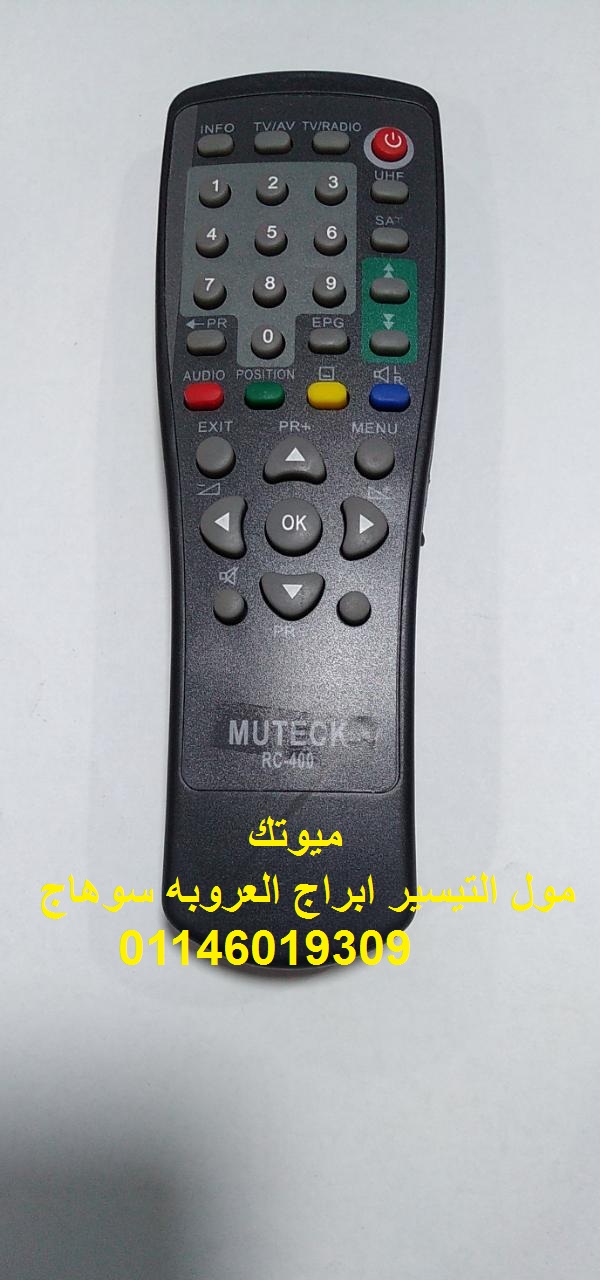 INFO TV/AV TV/RADIO
UHF
1 2 3
SAT
4 5 6
7 8 9
←PR 0 EPG
AUDIO POSITION L
R
EXIT PR+ MENU
OK
PR
MUTECK
RC-400
ميوتك
مول التيسير ابراج العروبه سوهاج
01146019309